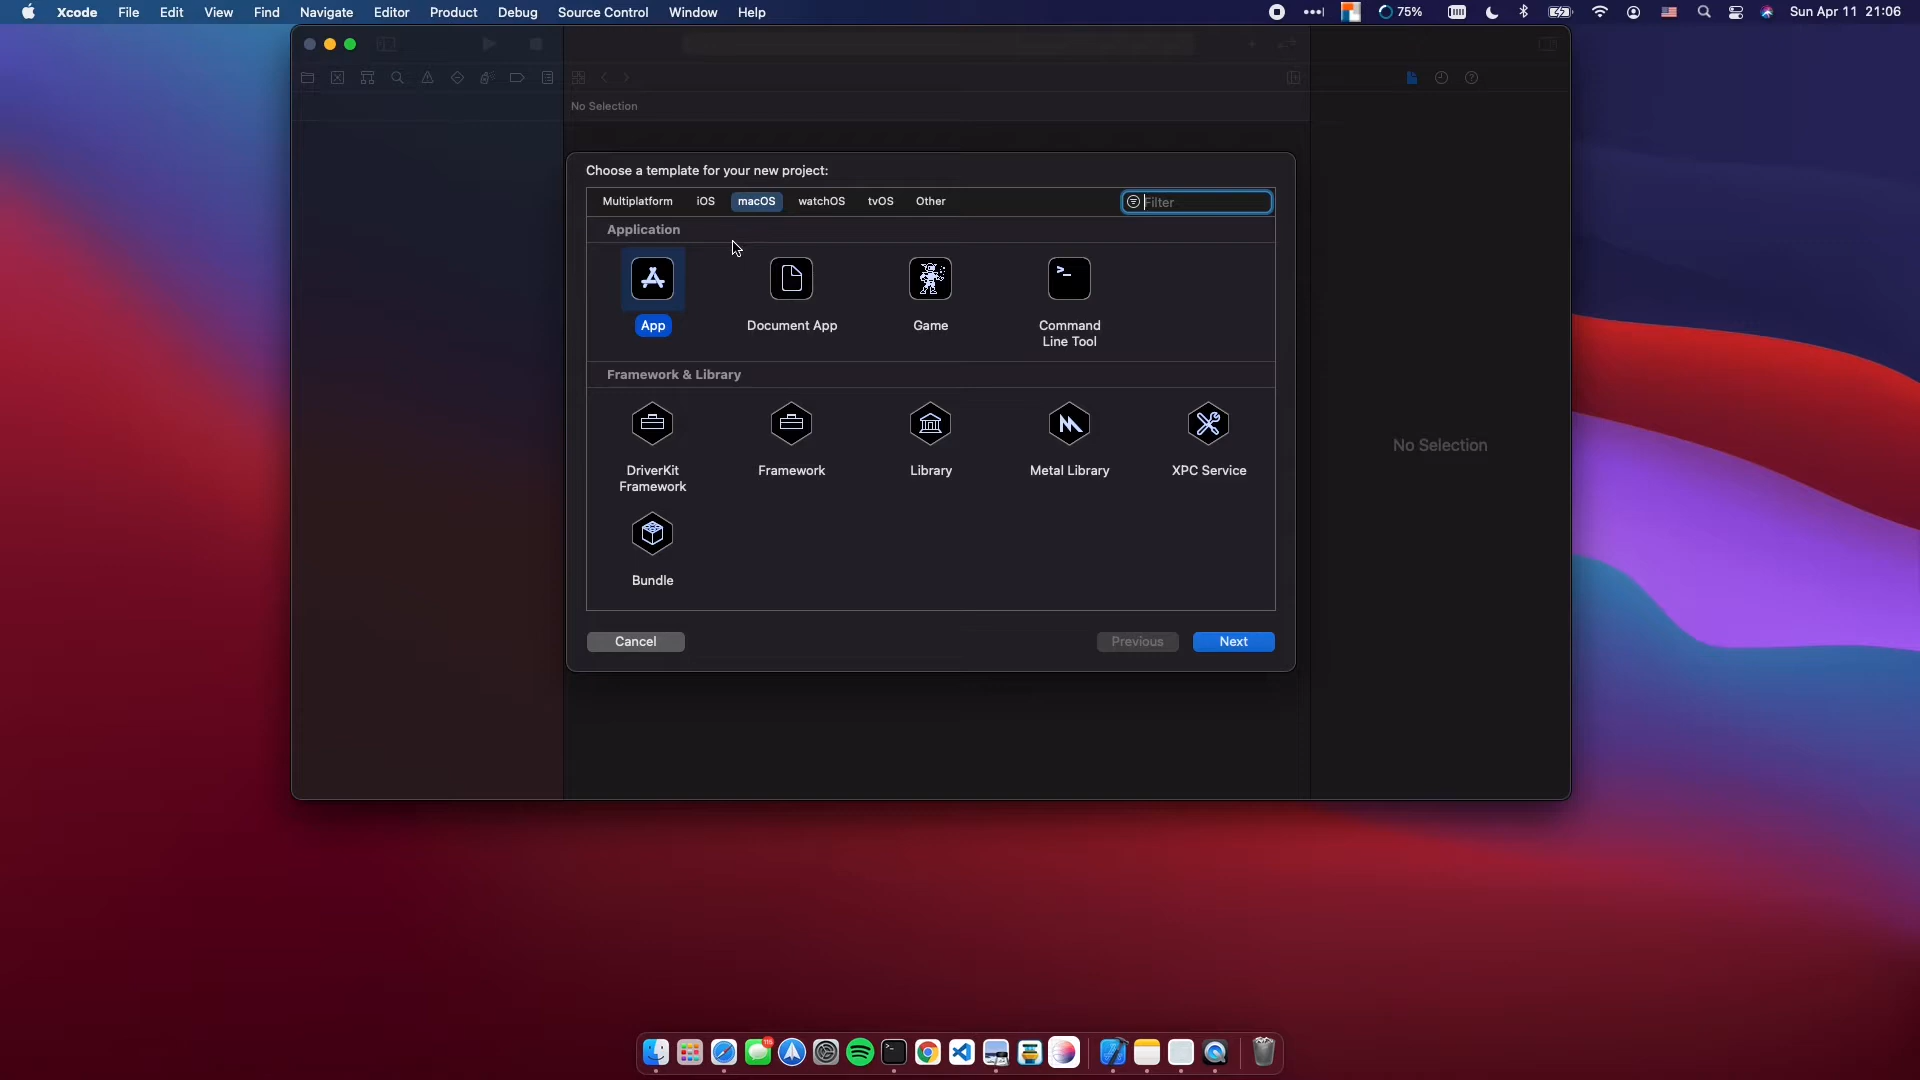 Xcode File Edit View Find Navigate Editor Product Debug Source Control Window Help
75% Sun Apr 11 21:06
No Selection
Choose a template for your new project:
Multiplatform iOS macOS watchOS tvOS Other Filter
Application
App Document App Game Command
Line Tool
Framework & Library
DriverKit Framework Library Metal Library XPC Service
Framework
Bundle
No Selection
Cancel Previous Next